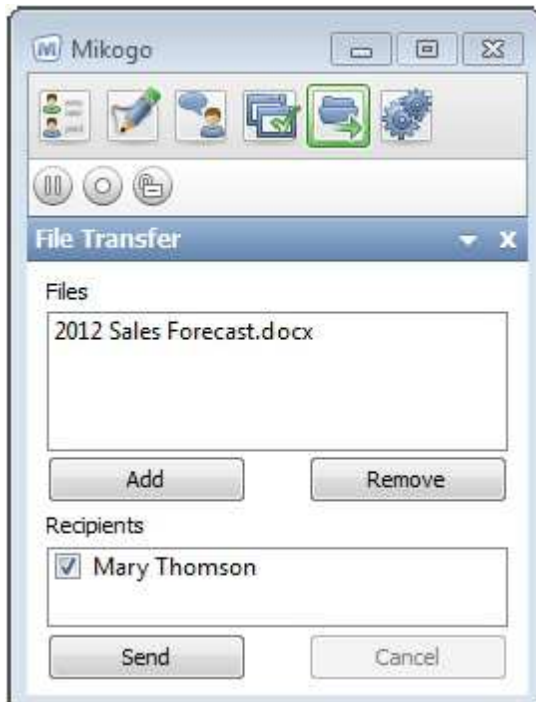 Mikogo
File Transfer
Files
2012 Sales Forecast.docx
Add
Remove
Recipients
Mary Thomson
Send
Cancel